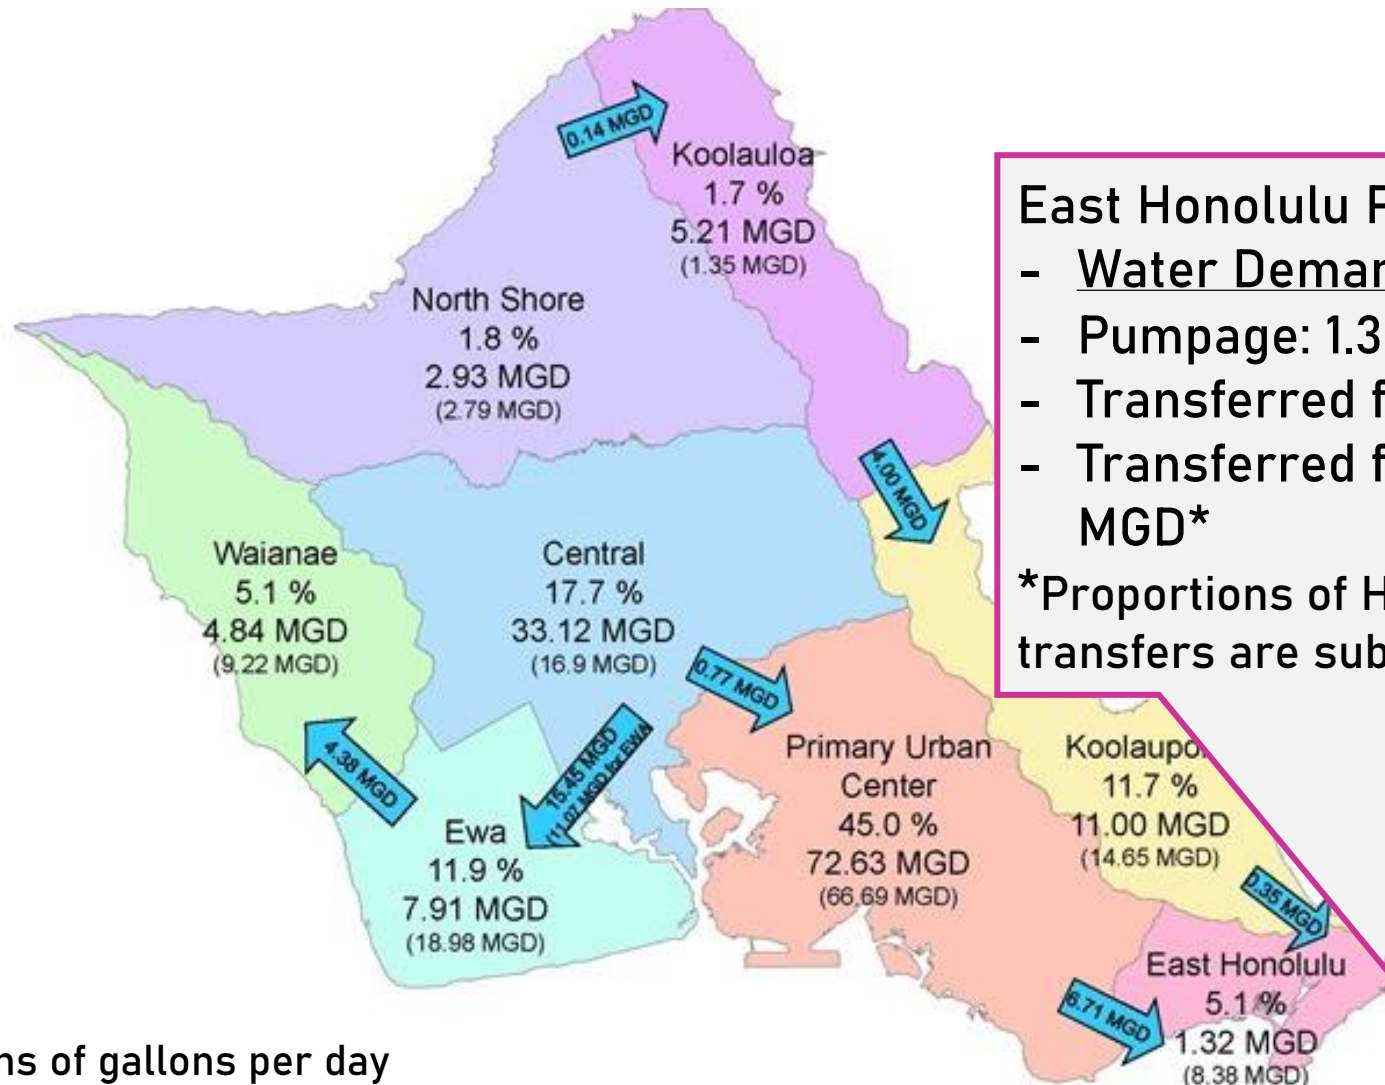 0.14 MGD
Koolauloa
1.7 %
5.21 MGD
(1.35 MGD)
North Shore
1.8 %
2.93 MGD
(2.79 MGD)
4.00 MGD
Waianae
5.1 %
4.84 MGD
(9.22 MGD)
Central
17.7 %
33.12 MGD
(16.9 MGD)
0.77 MGD
15.45 MGD
(11.07 MGD for EWA
4.38 MGD
Ewa
11.9 %
7.91 MGD
(18.98 MGD)
Primary Urban
Center
45.0 %
72.63 MGD
(66.69 MGD)
Koolaupo
11.7 %
11.00 MGD
(14.65 MGD)
0.35 MGD
6.71 MGD
East Honolulu
5.1 %
1.32 MGD
(8.38 MGD)
East Honolulu
- Water
- Pumpage: 1.3
- Transferred
- Transferred
MGD*
*Proportions of
transfers are
of gallons per day